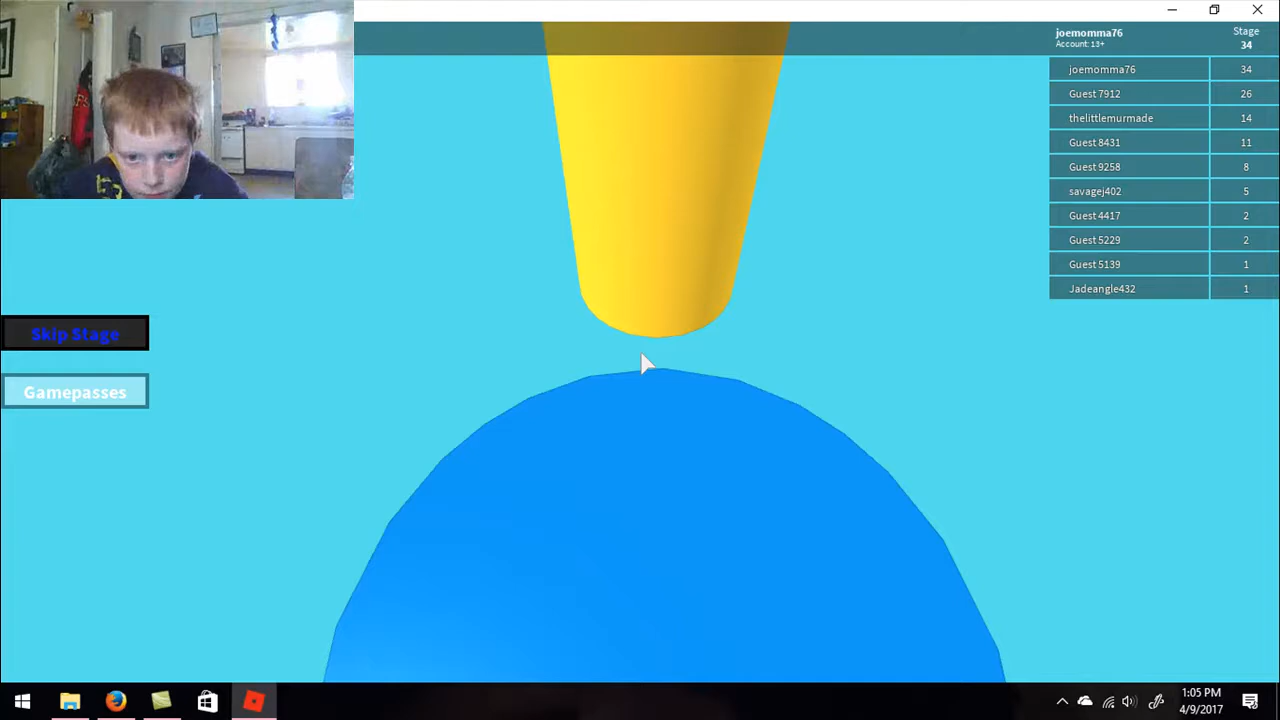 joemomma76
Account: 13+
Stage
34
joemomma76 34
Guest 7912 26
thelittlemurmade 14
Guest 8431 11
Guest 9258 8
savagej402 5
Guest 4417 2
Guest 5229 2
Guest 5139 1
Jadeangle432 1
Skip Stage
Gamepasses
1:05 PM
4/9/2017